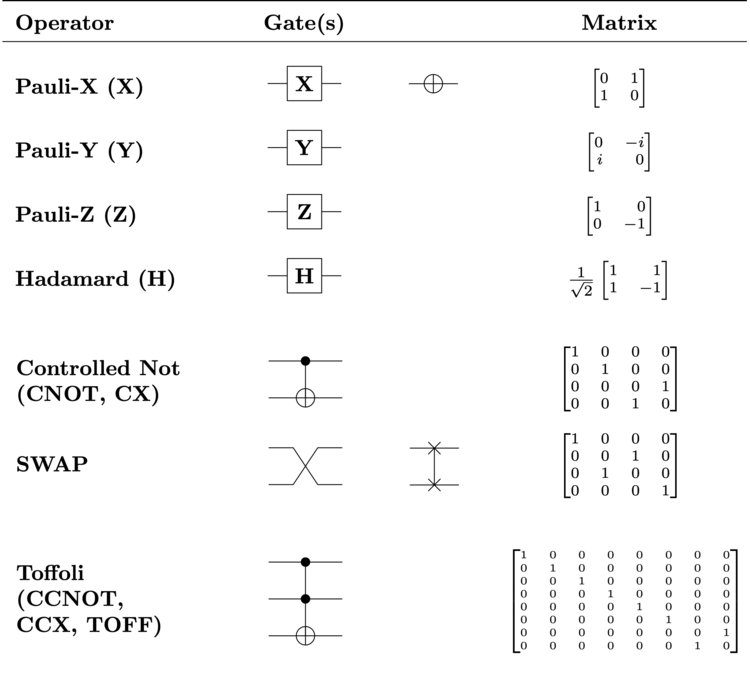 Operator Gate(s) Matrix
Pauli-X (X) X 0 1
1 0
Pauli-Y (Y) Y 0 −i
i 0
Pauli-Z (Z) Z 1 0
0 −1
Hadamard (H) H 1/√2 1 1
1 −1
Controlled Not
(CNOT, CX)
1 0 0 0
0 1 0 0
0 0 0 1
0 0 1 0
SWAP
1 0 0 0
0 0 1 0
0 1 0 0
0 0 0 1
Toffoli
(CCNOT,
CCX, TOFF)
1 0 0 0 0 0 0 0
0 1 0 0 0 0 0 0
0 0 1 0 0 0 0 0
0 0 0 1 0 0 0 0
0 0 0 0 1 0 0 0
0 0 0 0 0 1 0 0
0 0 0 0 0 0 0 1
0 0 0 0 0 0 1 0